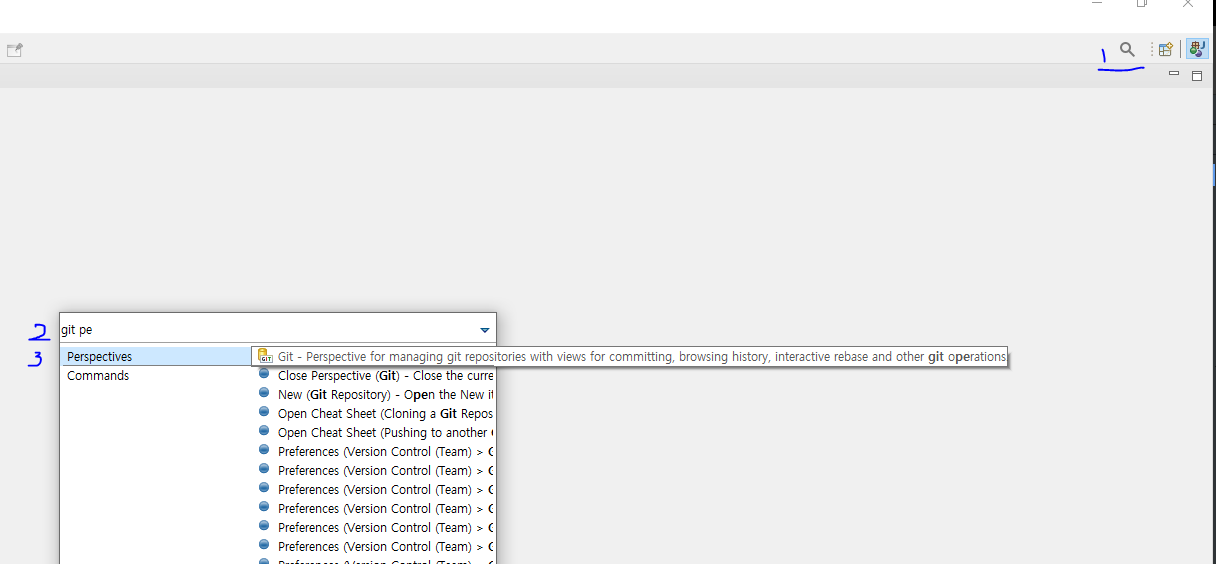 1
2 git pe
3 Perspectives Git - Perspective for managing git repositories with views for committing, browsing history, interactive rebase and other git operations
Commands Close Perspective (Git) - Close the curre
New (Git Repository) - Open the New it
Open Cheat Sheet (Cloning a Git Repos
Open Cheat Sheet (Pushing to another
Preferences (Version Control (Team) > G
Preferences (Version Control (Team) > G
Preferences (Version Control (Team) > G
Preferences (Version Control (Team) > G
Preferences (Version Control (Team) > G
Preferences (Version Control (Team) > G